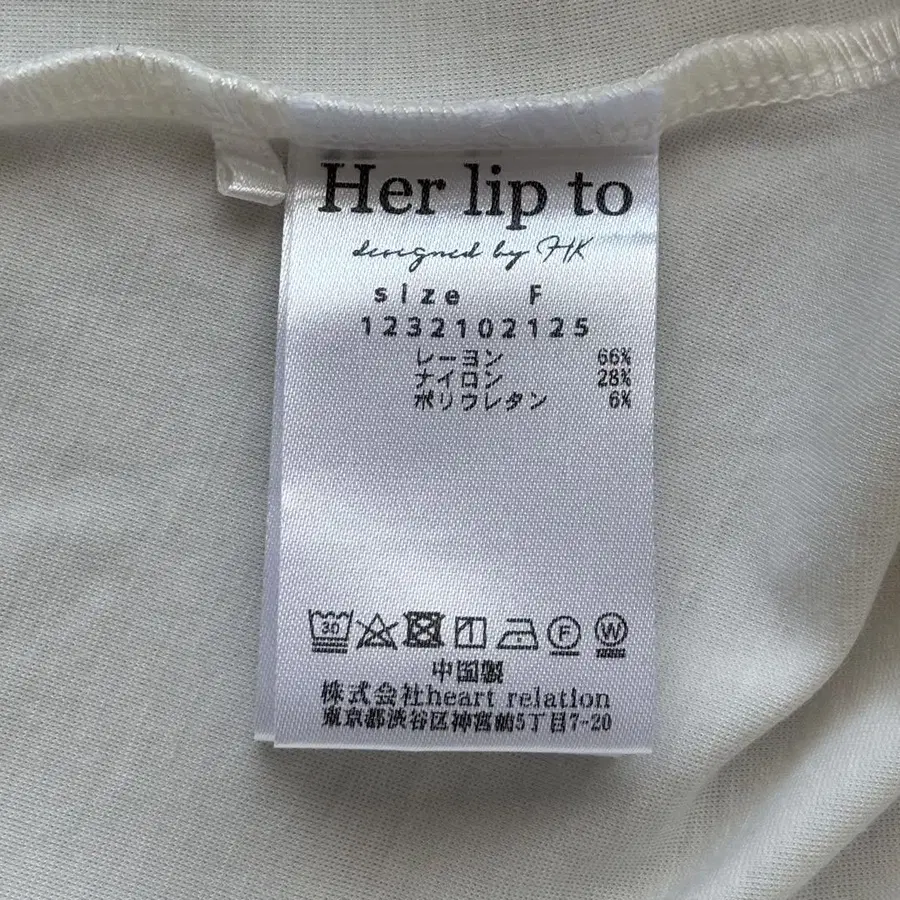 Her lip to
designed by HK
size F
1232102125
レーヨン 66%
ナイロン 28%
ポリウレタン 6%
30 F W
中国製
株式会社heart relation
東京都渋谷区神宮前5丁目7-20